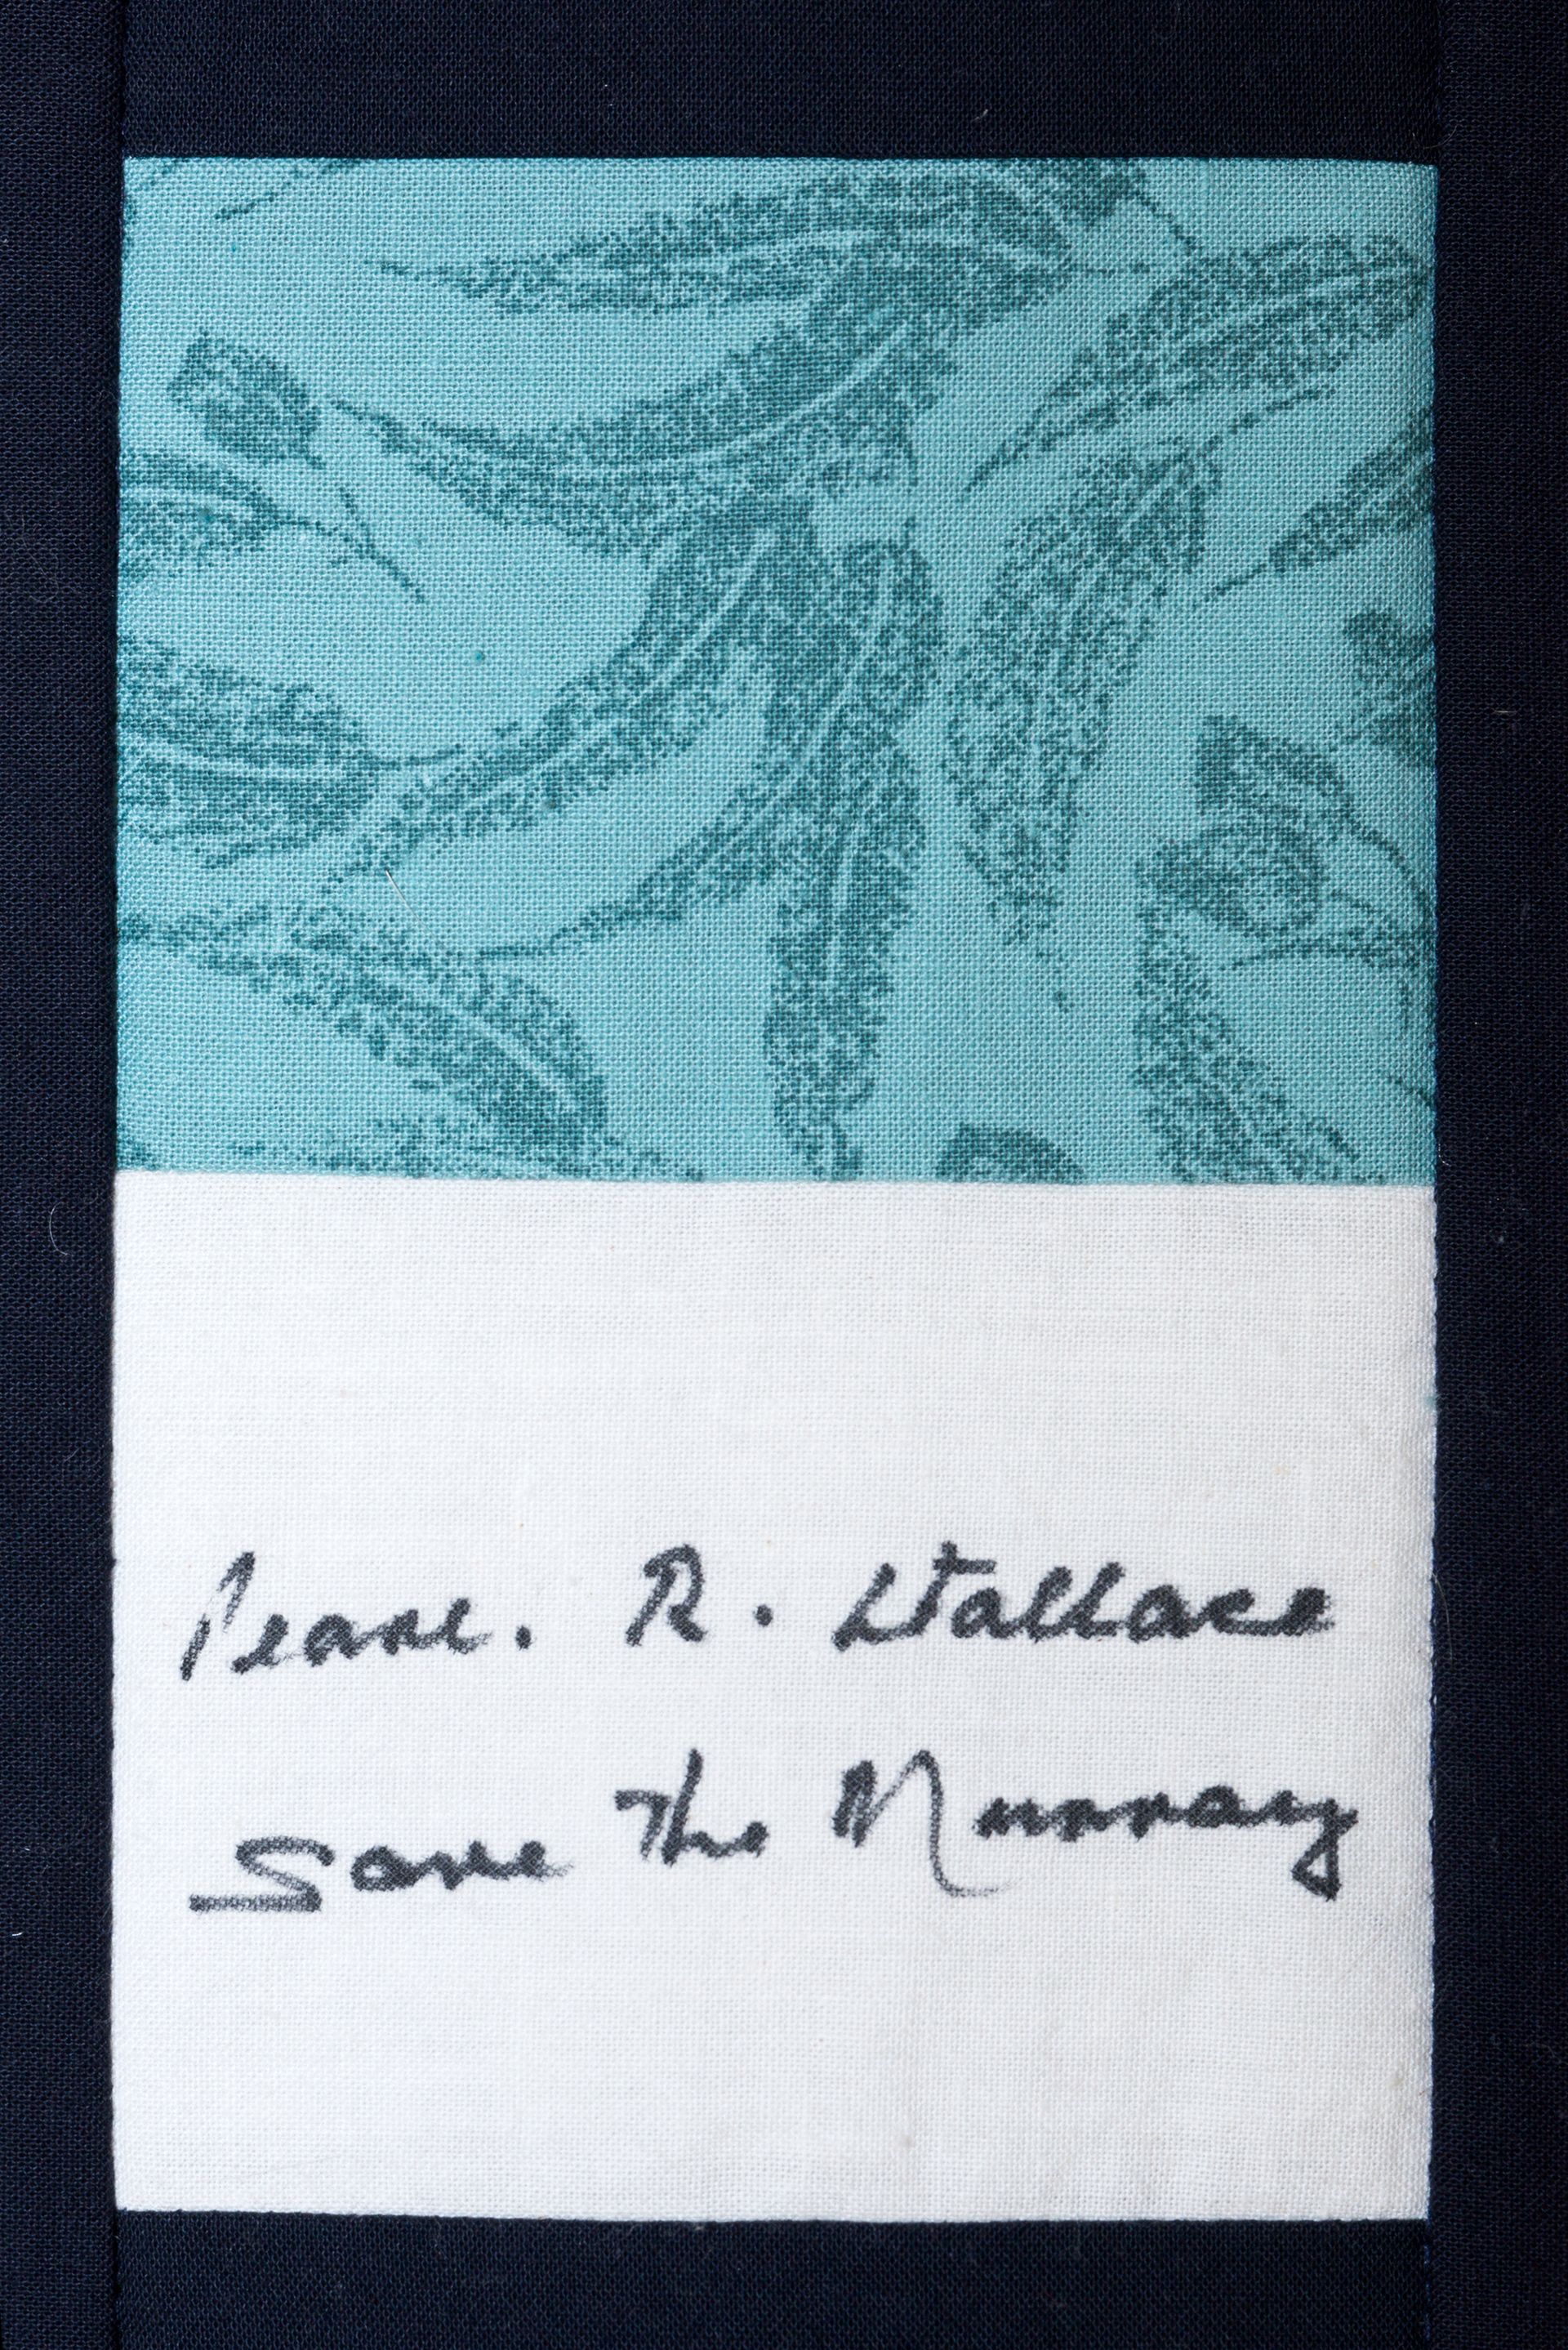 Pearl. R. Wallace
Save The Murray